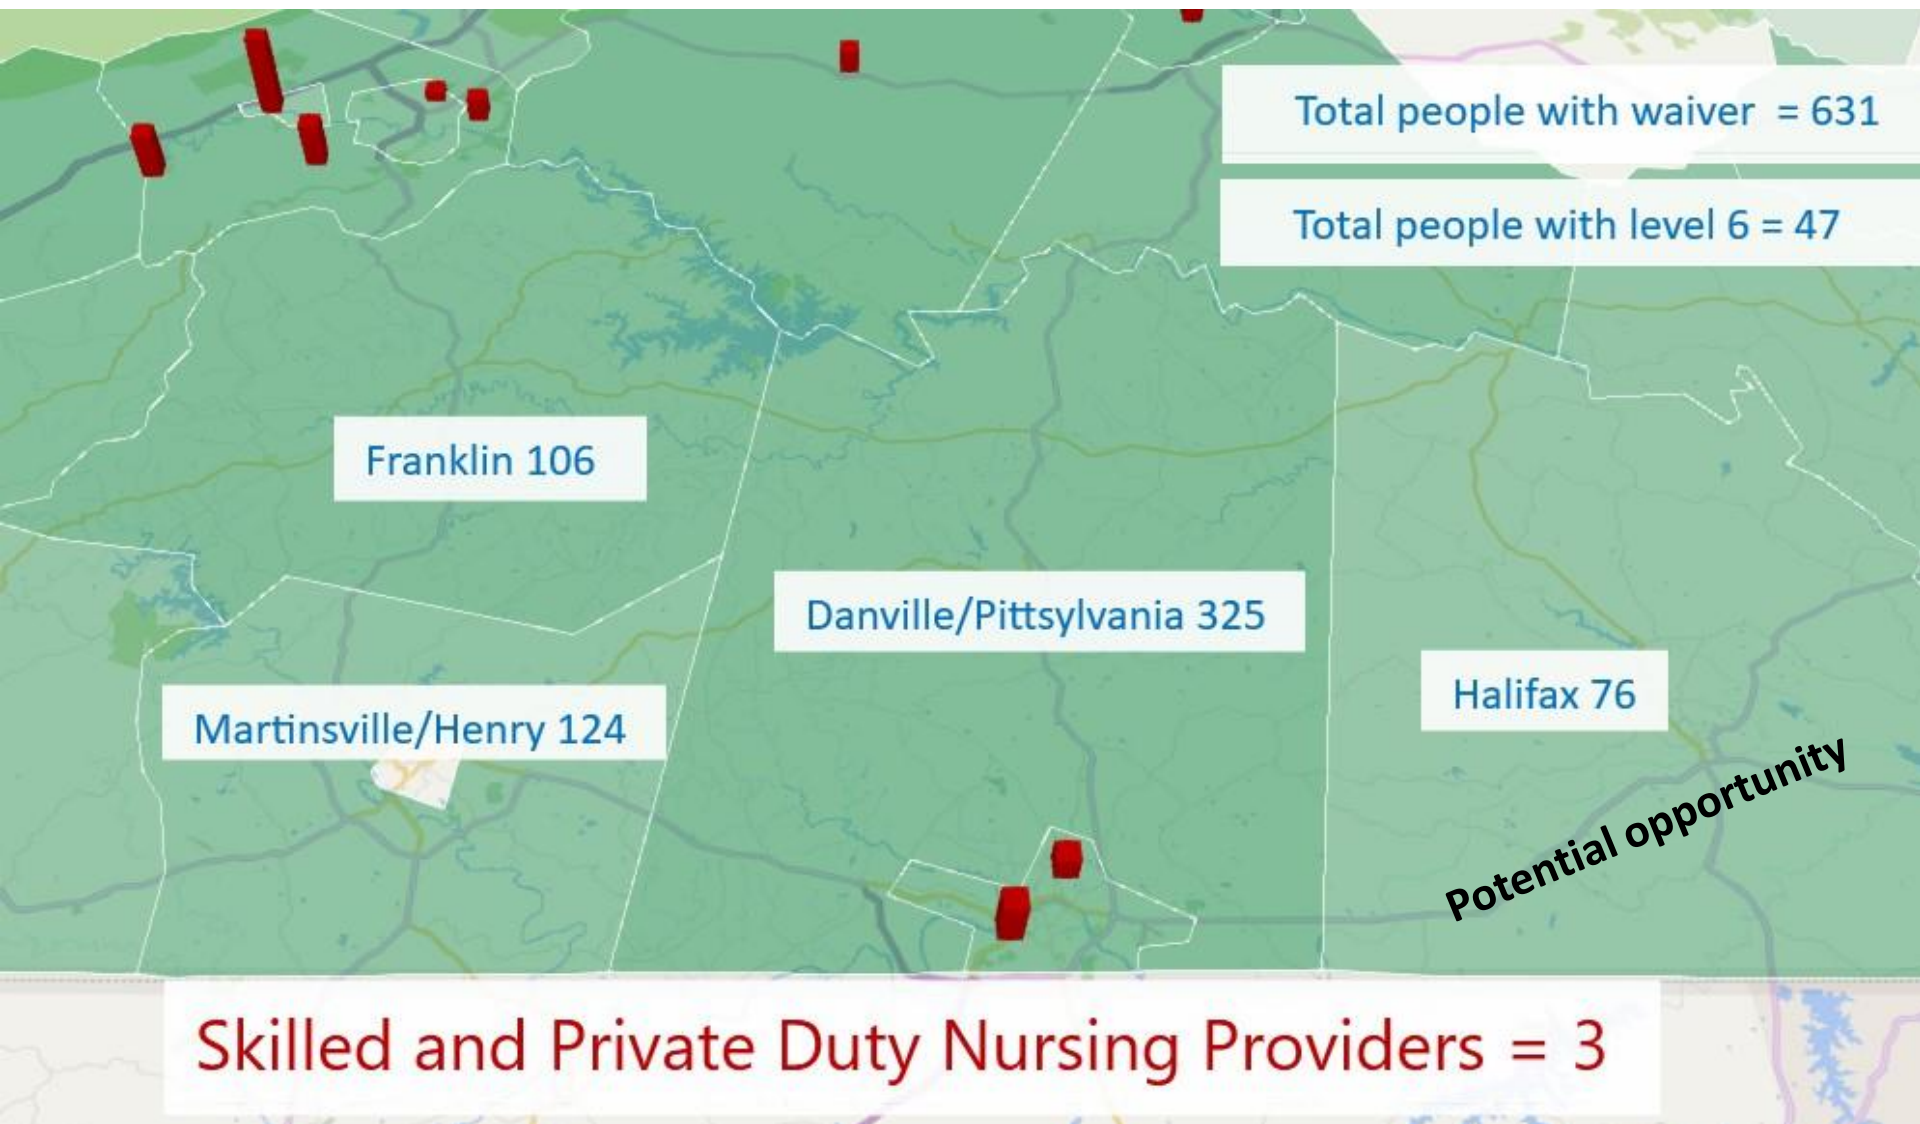 Total people with waiver = 631
Total people with level 6 = 47
Franklin 106
Danville/Pittsylvania 325
Halifax 76
Martinsville/Henry 124
Potential opportunity
Skilled and Private Duty Nursing Providers = 3